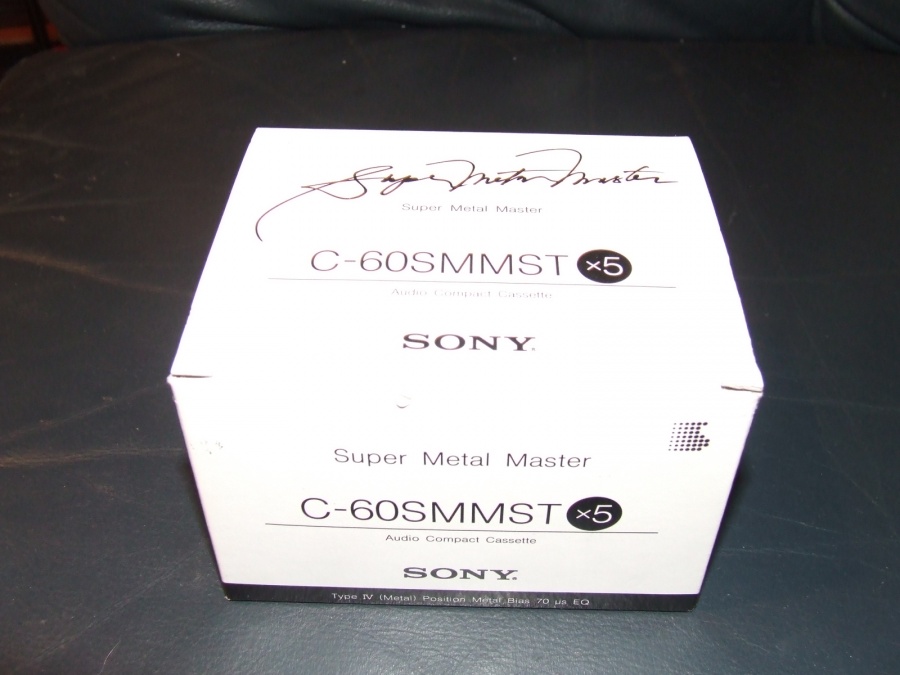 Super Metal Master
Super Metal Master
C-60SMMST ×5
Audio Compact Cassette
SONY.
Super Metal Master
C-60SMMST ×5
Audio Compact Cassette
SONY.
Type IV (Metal) Position Metal Bias 70 µs EQ